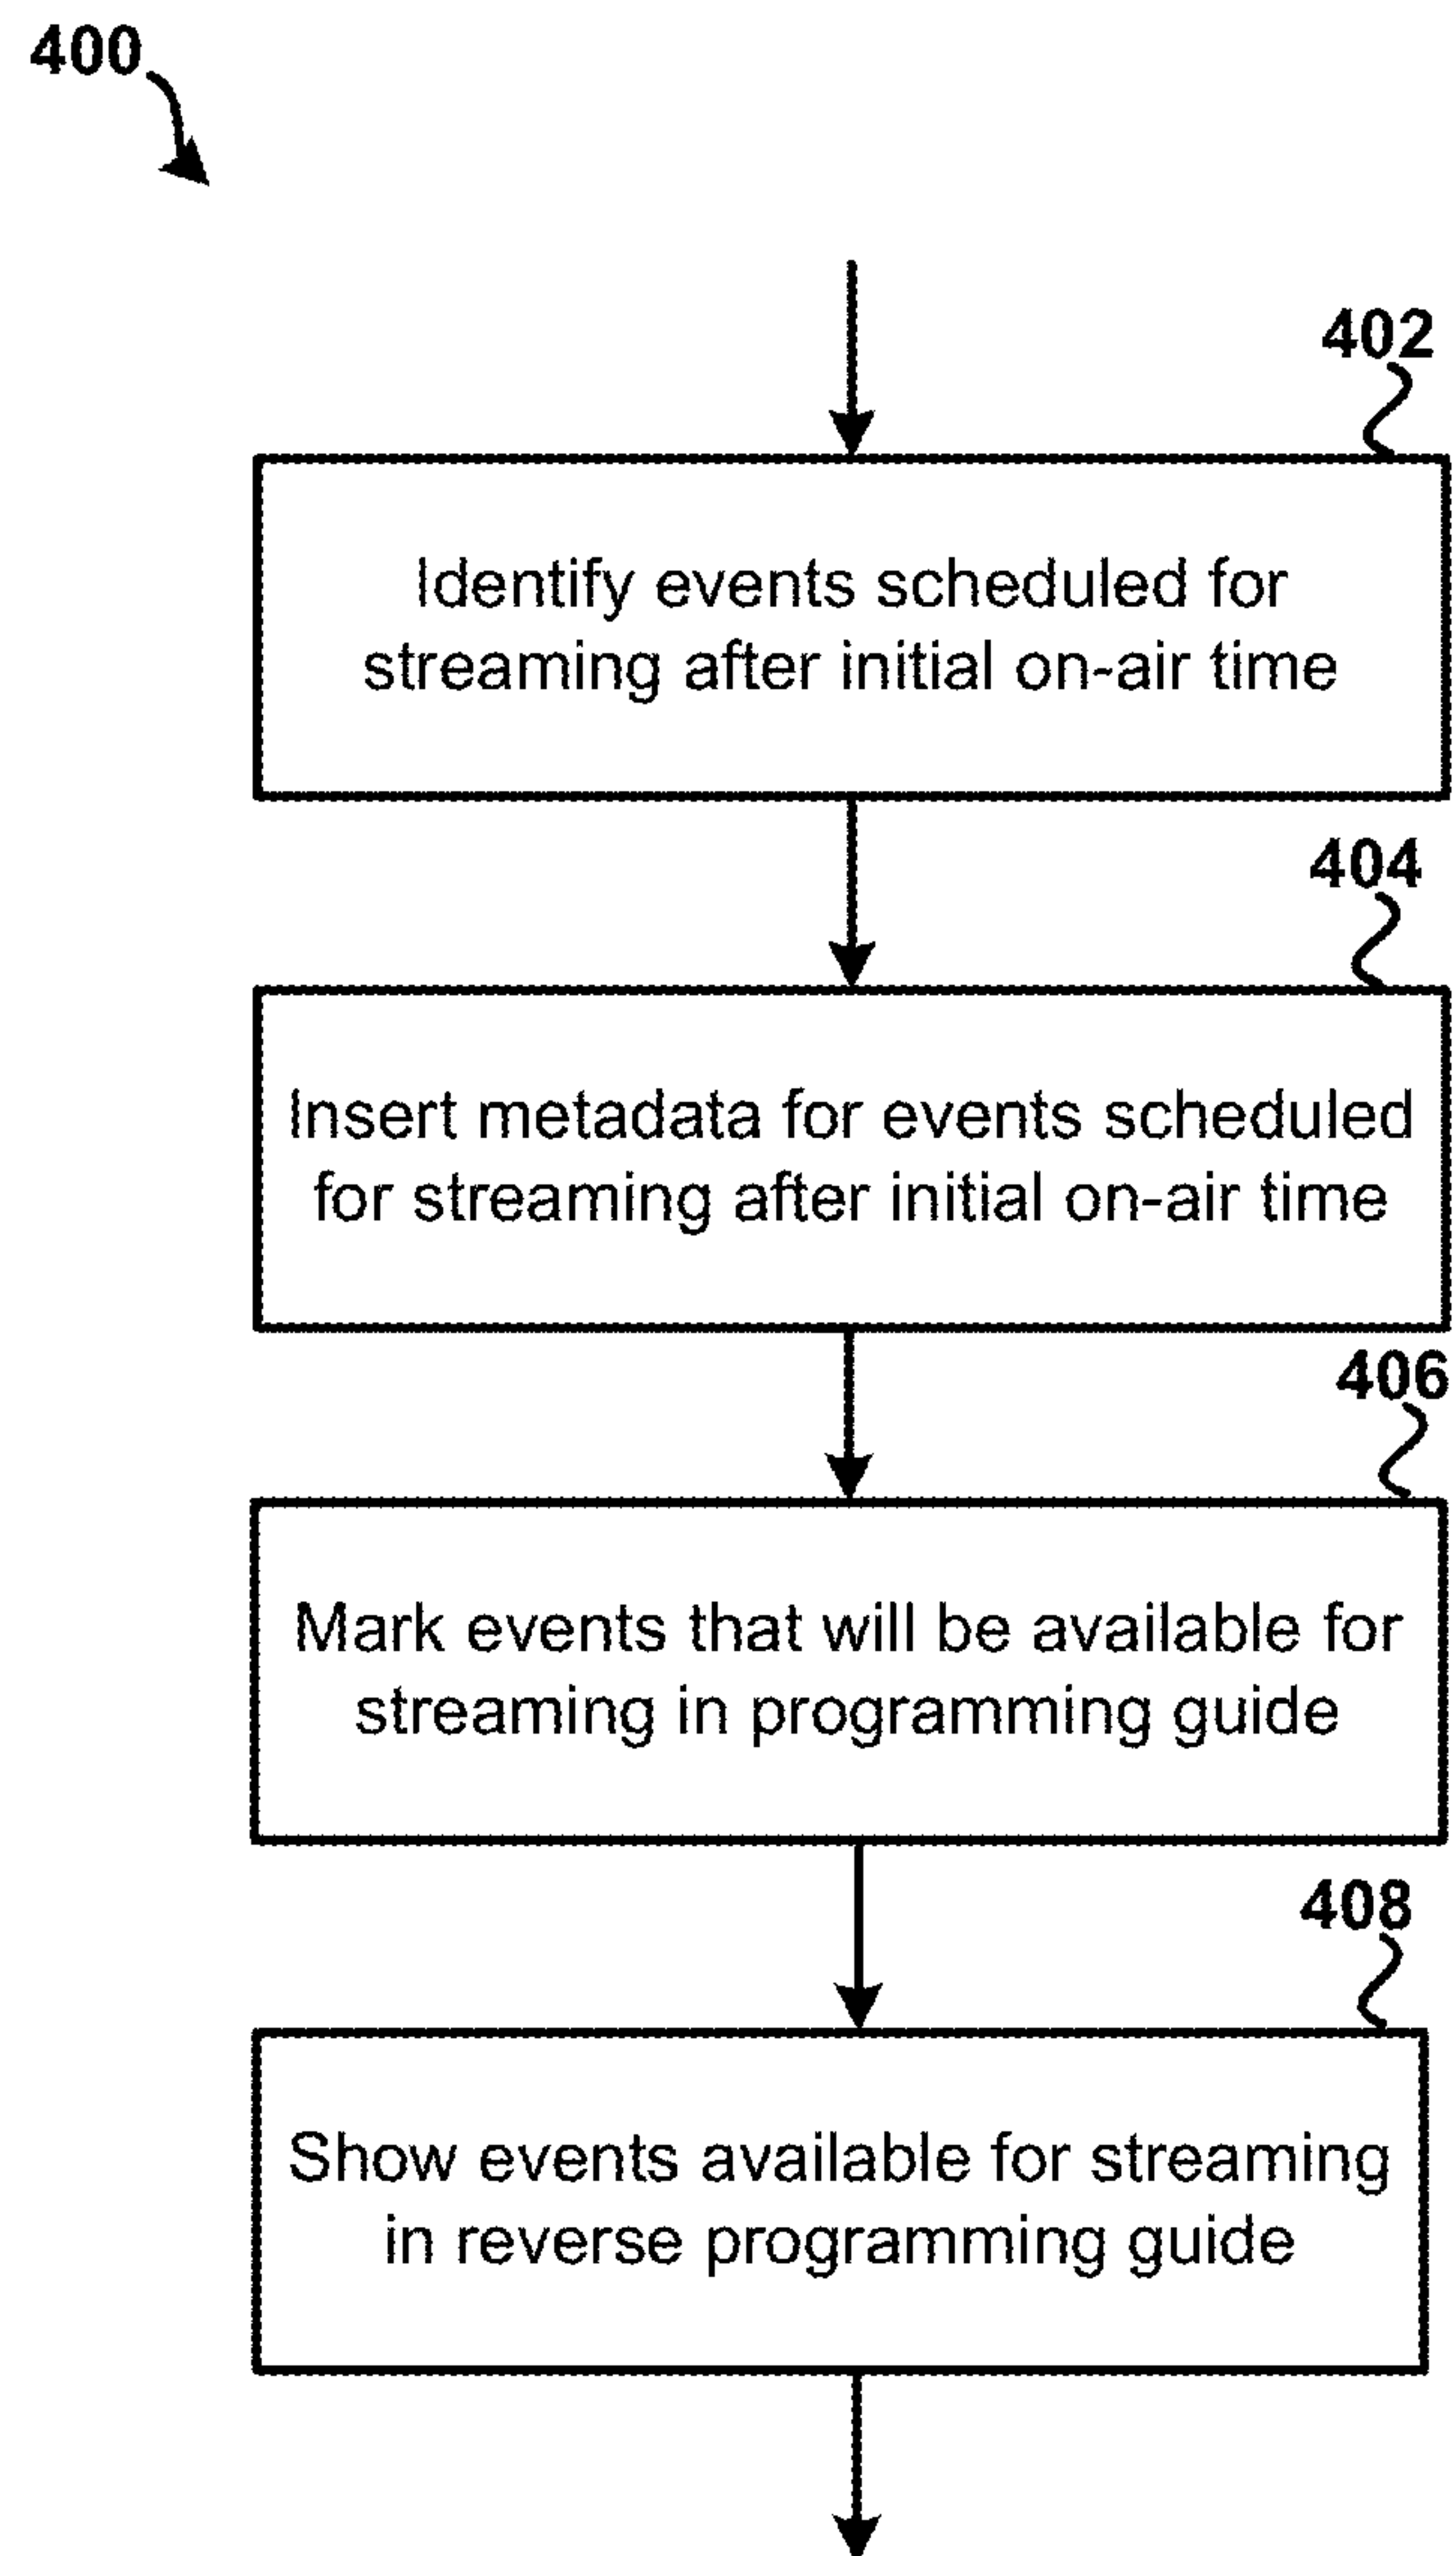 400
402
Identify events scheduled for
streaming after initial on-air time
404
Insert metadata for events scheduled
for streaming after initial on-air time
406
Mark events that will be available for
streaming in programming guide
408
Show events available for streaming
in reverse programming guide